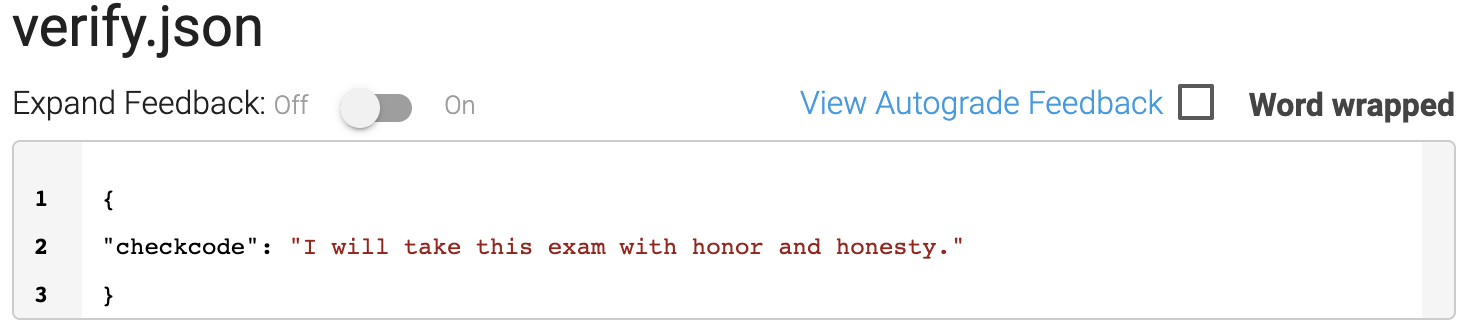 verify.json
Expand Feedback: Off On View Autograde Feedback Word wrapped
1 {
2 "checkcode": "I will take this exam with honor and honesty."
3 }